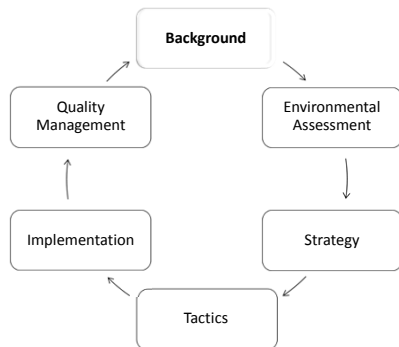 Background
Environmental
Assessment
Strategy
Tactics
Implementation
Quality
Management